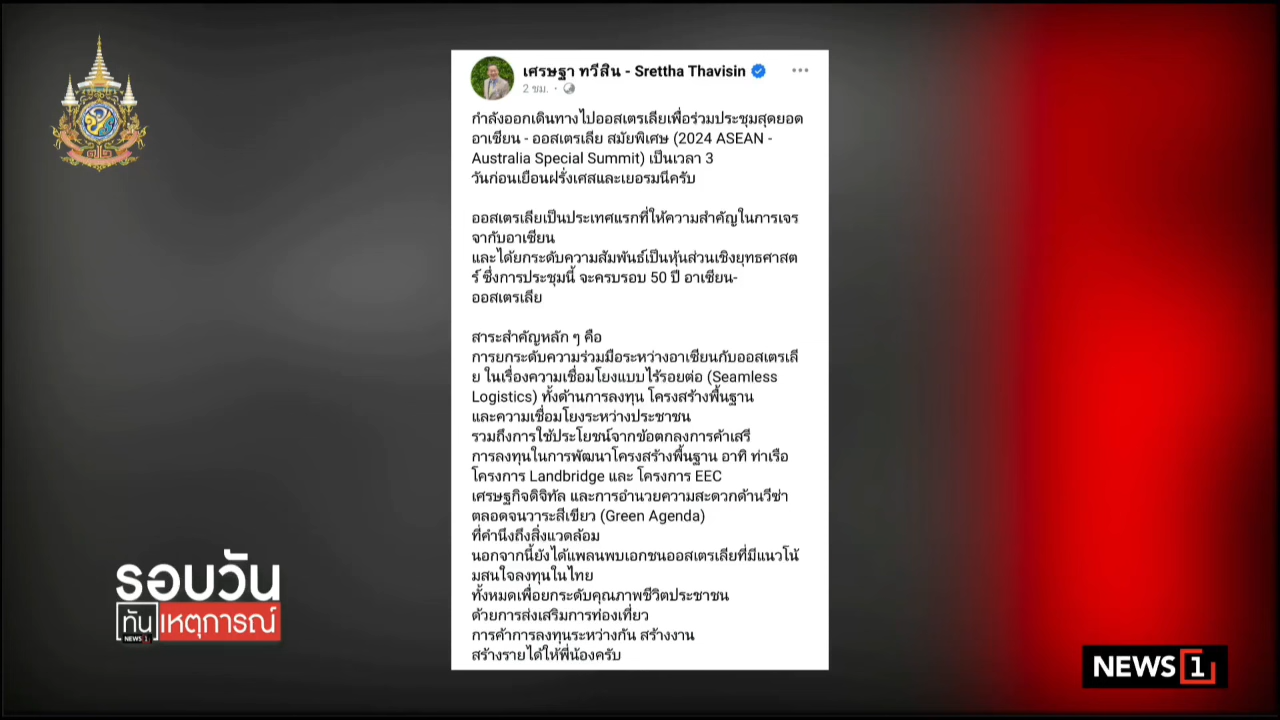 เศรษฐา ทวีสิน - Srettha Thavisin
2 ชม.
กำลังออกเดินทางไปออสเตรเลียเพื่อร่วมประชุมสุดยอด
อาเซียน - ออสเตรเลีย สมัยพิเศษ (2024 ASEAN -
Australia Special Summit) เป็นเวลา 3
วันก่อนเยือนฝรั่งเศสและเยอรมนีครับ
ออสเตรเลียเป็นประเทศแรกที่ให้ความสำคัญในการเจร
จากับอาเซียน
และได้ยกระดับความสัมพันธ์เป็นหุ้นส่วนเชิงยุทธศาสต
ร์ ซึ่งการประชุมนี้ จะครบรอบ 50 ปี อาเซียน-
ออสเตรเลีย
สาระสำคัญหลัก ๆ คือ
การยกระดับความร่วมมือระหว่างอาเซียนกับออสเตรเลี
ย ในเรื่องความเชื่อมโยงแบบไร้รอยต่อ (Seamless
Logistics) ทั้งด้านการลงทุน โครงสร้างพื้นฐาน
และความเชื่อมโยงระหว่างประชาชน
รวมถึงการใช้ประโยชน์จากข้อตกลงการค้าเสรี
การลงทุนในการพัฒนาโครงสร้างพื้นฐาน อาทิ ท่าเรือ
โครงการ Landbridge และ โครงการ EEC
เศรษฐกิจดิจิทัล และการอำนวยความสะดวกด้านวีซ่า
ตลอดจนวาระสีเขียว (Green Agenda)
ที่คำนึงถึงสิ่งแวดล้อม
นอกจากนี้ยังได้แพลนพบเอกชนออสเตรเลียที่มีแนวโน้
มสนใจลงทุนในไทย
ทั้งหมดเพื่อยกระดับคุณภาพชีวิตประชาชน
ด้วยการส่งเสริมการท่องเที่ยว
การค้าการลงทุนระหว่างกัน สร้างงาน
สร้างรายได้ให้พี่น้องครับ
รอบวัน
ทันเหตุการณ์
NEWS 1
NEWS 1